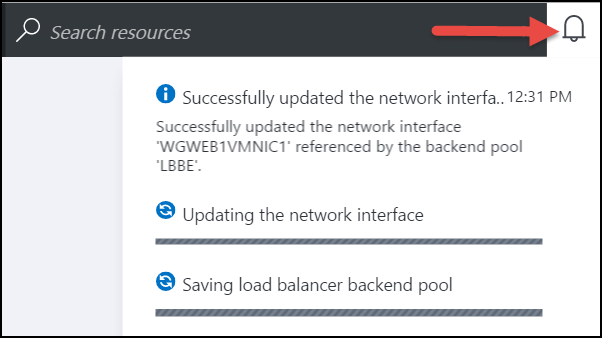 Search resources
Successfully updated the network interfa.. 12:31 PM
Successfully updated the network interface
'WGWEB1VMNIC1' referenced by the backend pool
'LBBE'.
Updating the network interface
Saving load balancer backend pool